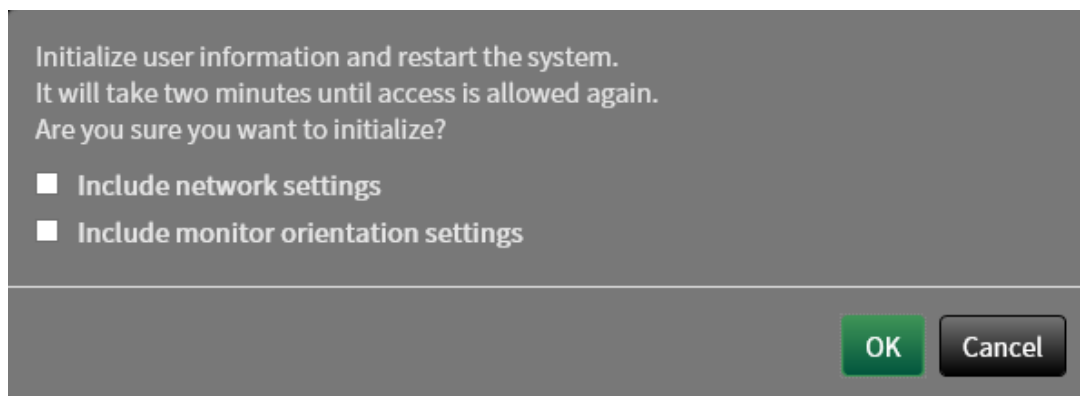 Initialize user information and restart the system.
It will take two minutes until access is allowed again.
Are you sure you want to initialize?
Include network settings
Include monitor orientation settings
OK
Cancel